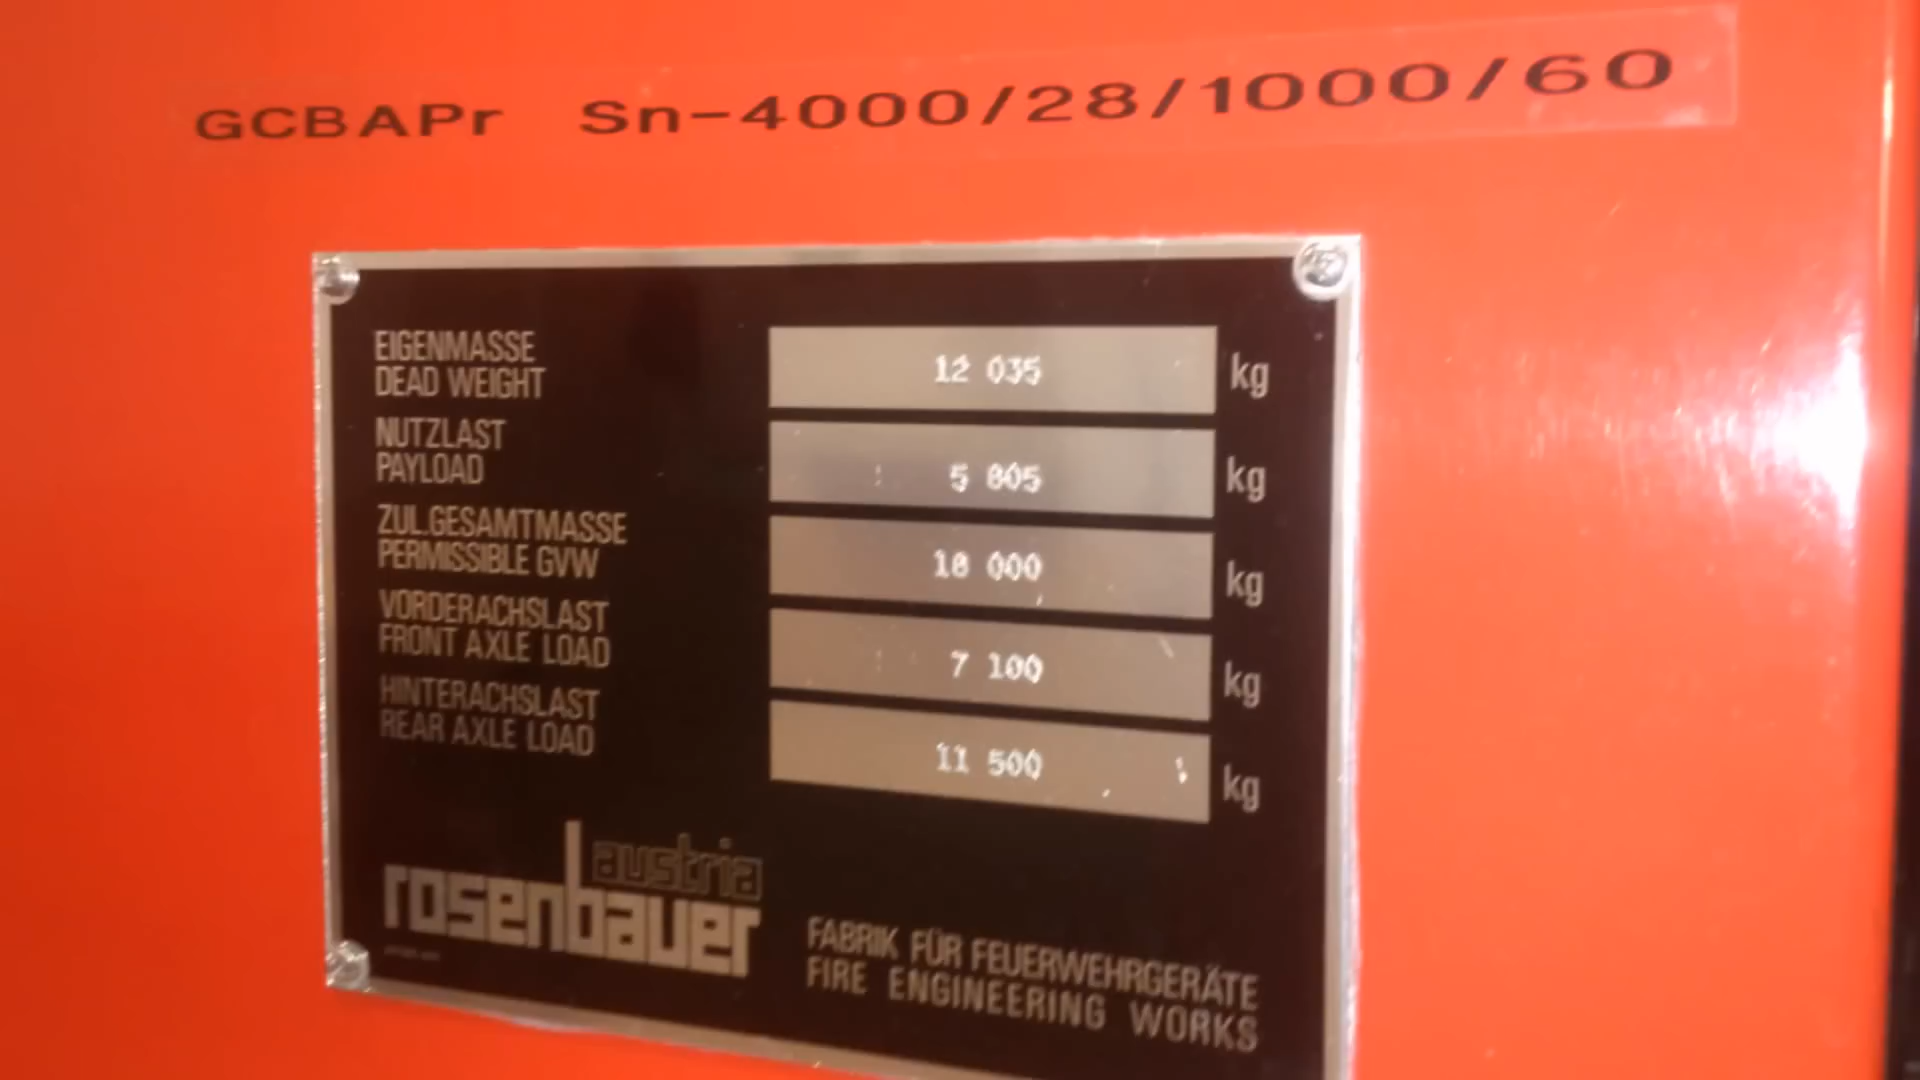 GCBAPr Sn-4000/28/1000/60
EIGENMASSE
DEAD WEIGHT
12 035 kg
NUTZLAST
PAYLOAD
5 805 kg
ZUL.GESAMTMASSE
PERMISSIBLE GVW
18 000 kg
VORDERACHSLAST
FRONT AXLE LOAD
7 100 kg
HINTERACHSLAST
REAR AXLE LOAD
11 500 kg
austria
rosenbauer
FABRIK FÜR FEUERWEHRGERÄTE
FIRE ENGINEERING WORKS